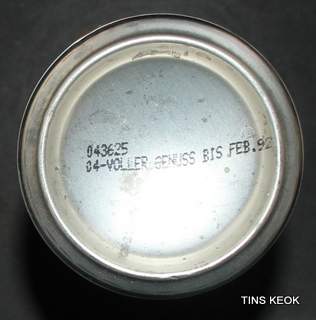 043625
04-VOLLER GENUSS BIS FEB.92
TINS KEOK